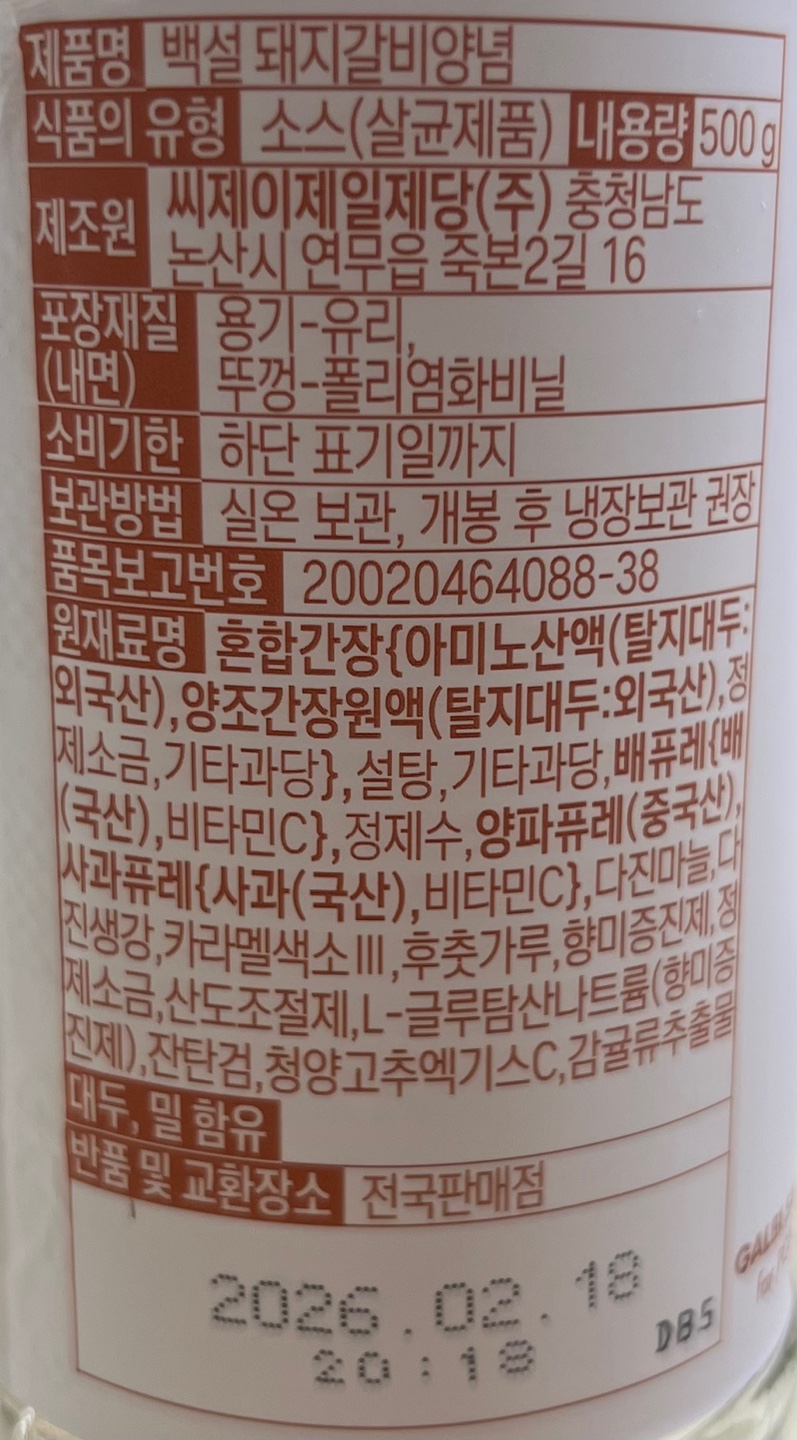 제품명 백설 돼지갈비양념
식품의 유형 소스(살균제품) 내용량 500g
제조원 씨제이제일제당(주) 충청남도
논산시 연무읍 죽본2길 16
포장재질 용기-유리,
(내면) 뚜껑-폴리염화비닐
소비기한 하단 표기일까지
보관방법 실온 보관, 개봉 후 냉장보관 권장
품목보고번호 20020464088-38
원재료명 혼합간장{아미노산액(탈지대두:
외국산),양조간장원액(탈지대두:외국산),정
제소금,기타과당},설탕,기타과당,배퓨레{배
(국산),비타민C},정제수,양파퓨레(중국산),
사과퓨레{사과(국산),비타민C},다진마늘,다
진생강,카라멜색소Ⅲ,후춧가루,향미증진제,정
제소금,산도조절제,L-글루탐산나트륨(향미증
진제),잔탄검,청양고추엑기스C,감귤류추출물
대두, 밀 함유
반품 및 교환장소 전국판매점
2026.02.18
20:18 DB5